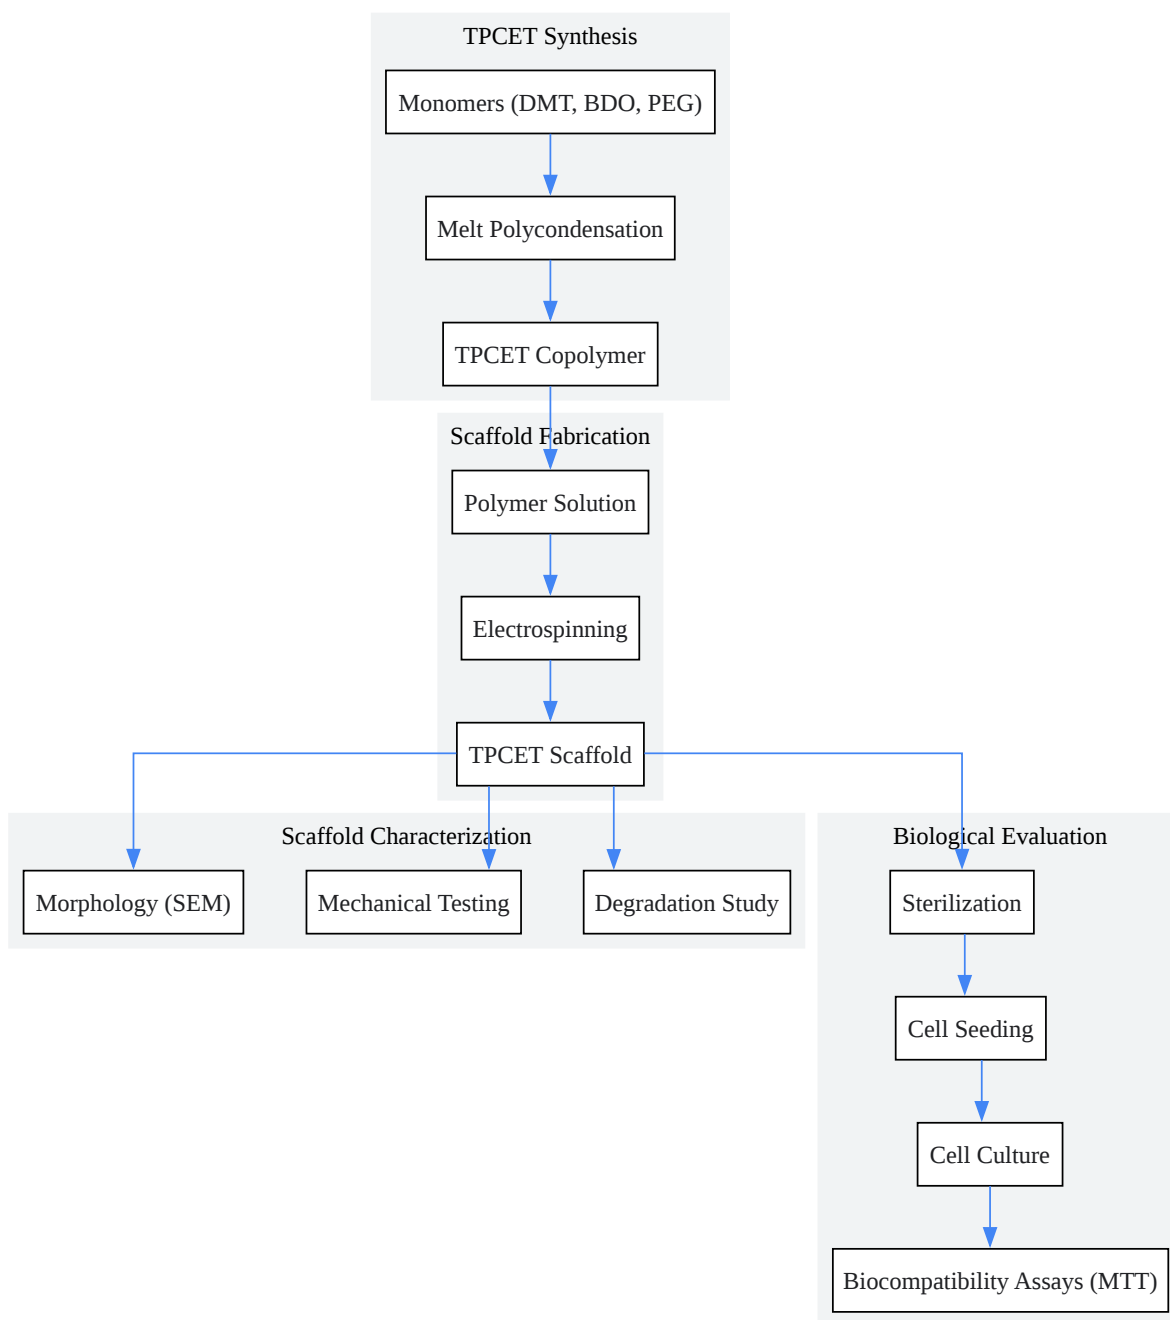 TPCET Synthesis
Monomers (DMT, BDO, PEG)
Melt Polycondensation
TPCET Copolymer
Scaffold Fabrication
Polymer Solution
Electrospinning
TPCET Scaffold
Scaffold Characterization
Morphology (SEM)
Mechanical Testing
Degradation Study
Biological Evaluation
Sterilization
Cell Seeding
Cell Culture
Biocompatibility Assays (MTT)